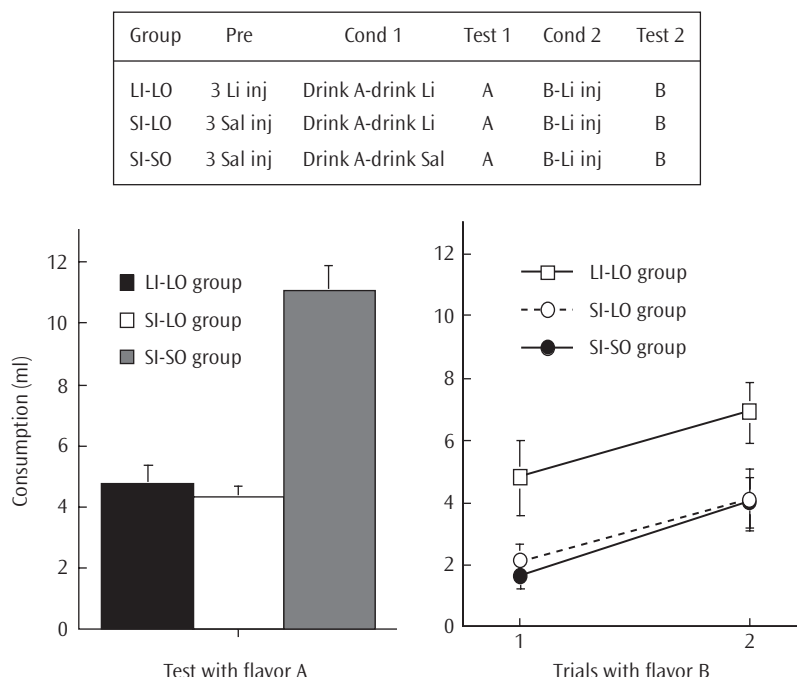 Group Pre Cond 1 Test 1 Cond 2 Test 2
LI-LO 3 Li inj Drink A-drink Li A B-Li inj B
SI-LO 3 Sal inj Drink A-drink Li A B-Li inj B
SI-SO 3 Sal inj Drink A-drink Sal A B-Li inj B
Consumption (ml)
12
10
8
6
4
2
0
LI-LO group
SI-LO group
SI-SO group
Test with flavor A
12
10
8
6
4
2
0
LI-LO group
SI-LO group
SI-SO group
1 2
Trials with flavor B